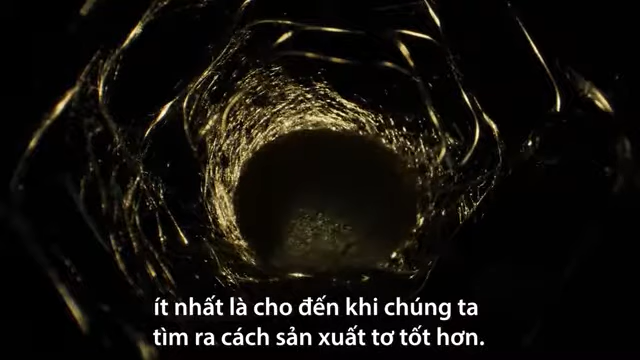 ít nhất là cho đến khi chúng ta
tìm ra cách sản xuất tơ tốt hơn.